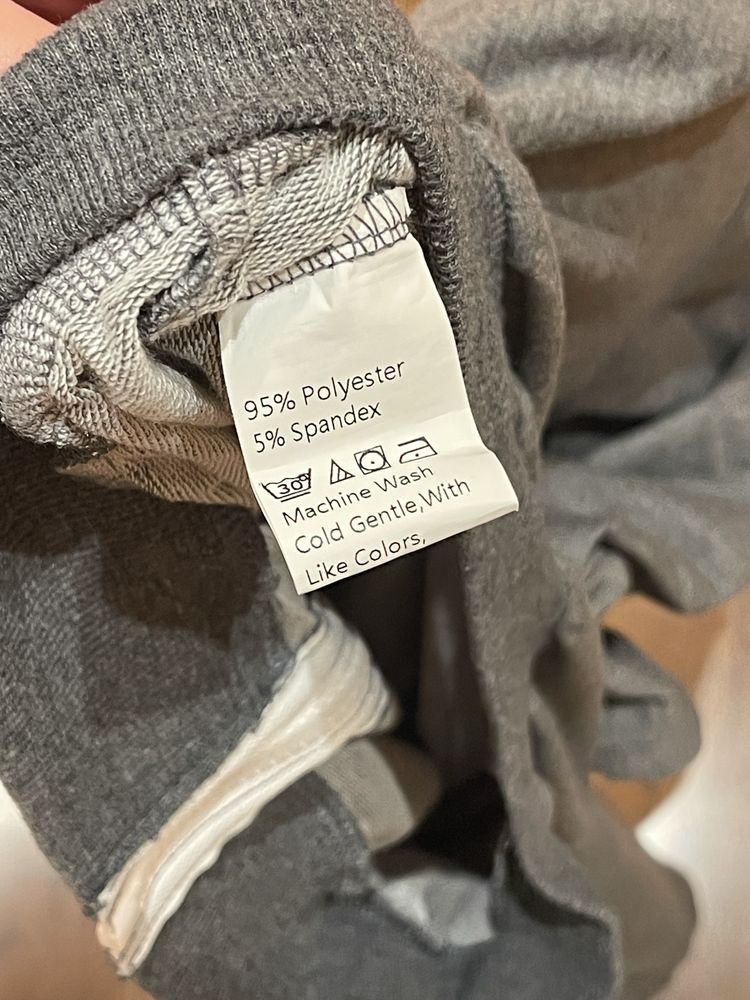 95% Polyester
5% Spandex
30°
Machine Wash
Cold Gentle,With
Like Colors,